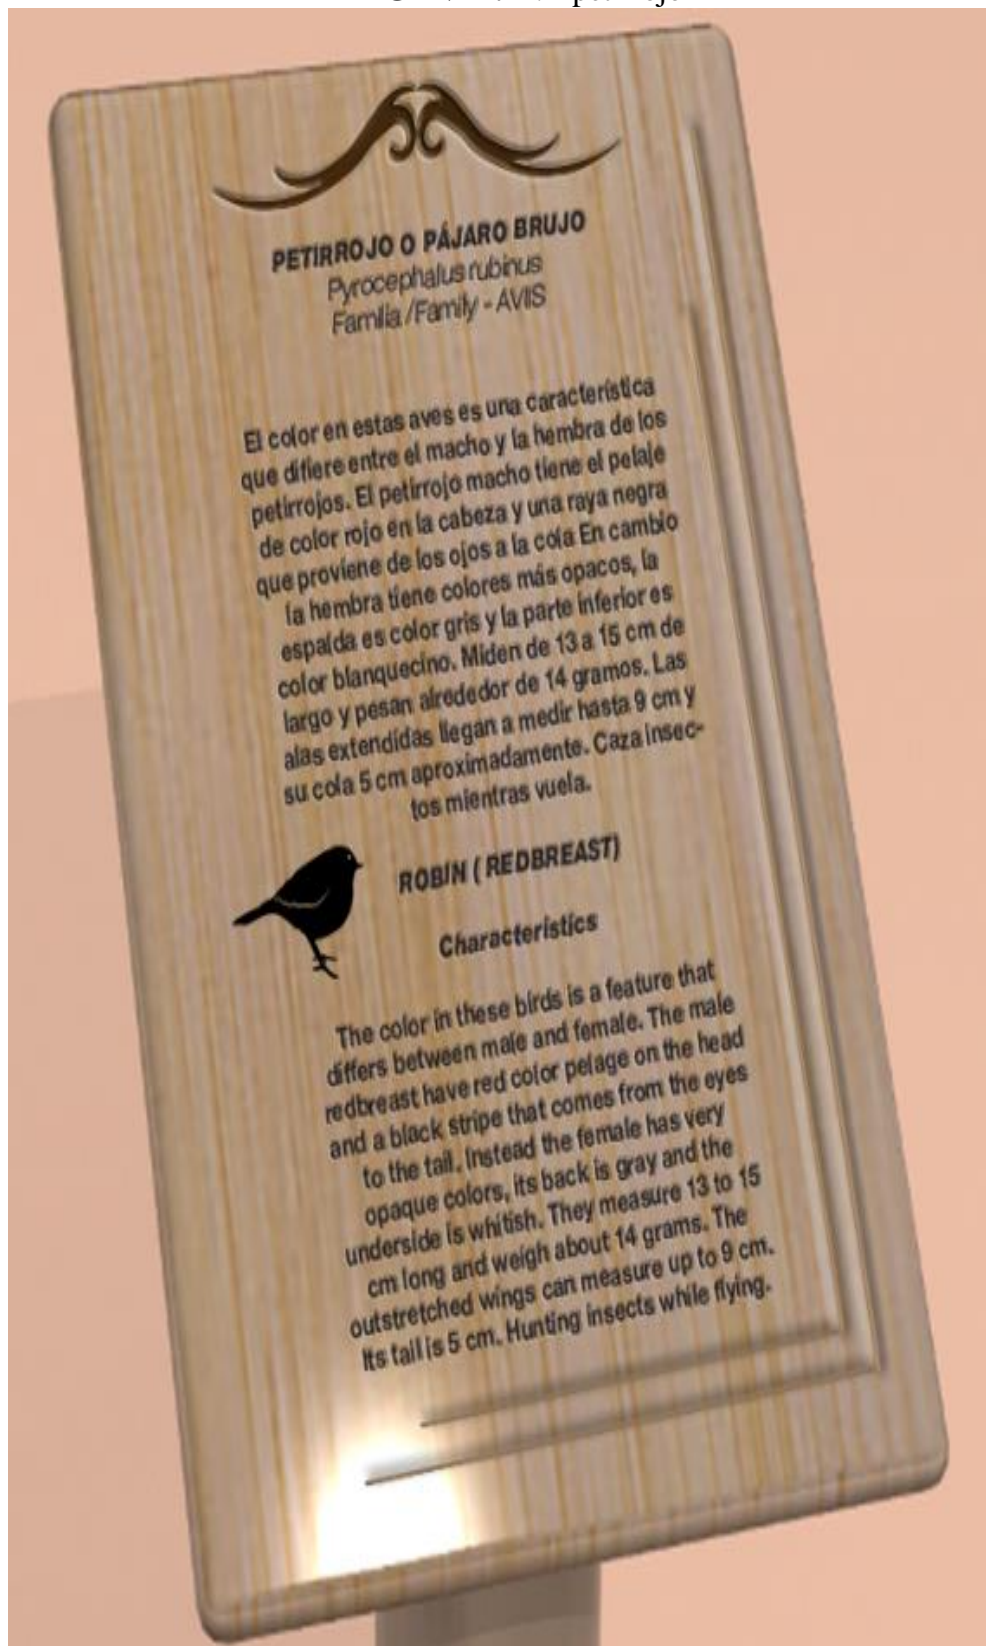 PETIRROJO O PÁJARO BRUJO
Pyrocephalus rubinus
Familia /Family - AVIS
El color en estas aves es una característica
que difiere entre el macho y la hembra de los
petirrojos. El petirrojo macho tiene el pelaje
de color rojo en la cabeza y una raya negra
que proviene de los ojos a la cola En cambio
la hembra tiene colores más opacos, la
espalda es color gris y la parte inferior es
color blanquecino. Miden de 13 a 15 cm de
largo y pesan alrededor de 14 gramos. Las
alas extendidas llegan a medir hasta 9 cm y
su cola 5 cm aproximadamente. Caza insec-
tos mientras vuela.
ROBIN ( REDBREAST)
Characteristics
The color in these birds is a feature that
differs between male and female. The male
redbreast have red color pelage on the head
and a black stripe that comes from the eyes
to the tail. Instead the female has very
opaque colors, its back is gray and the
underside is whitish. They measure 13 to 15
cm long and weigh about 14 grams. The
outstretched wings can measure up to 9 cm.
Its tail is 5 cm. Hunting insects while flying.